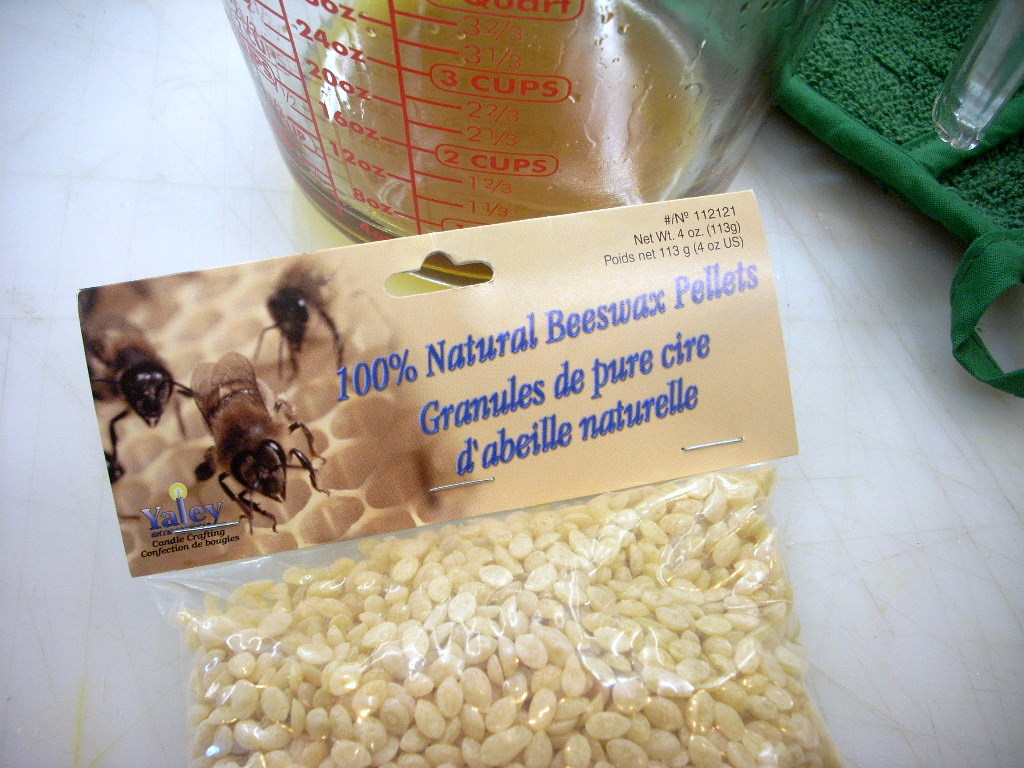 Quart
3 2/3
24oz
3 1/3
3 CUPS
20oz
2 2/3
16oz
2 1/3
2 CUPS
12oz
1 2/3
8oz
1 1/3
#/Nº 112121
Net Wt. 4 oz. (113g)
Poids net 113 g (4 oz US)
100% Natural Beeswax Pellets
Granules de pure cire
d'abeille naturelle
Yaley
Candle Crafting
Confection de bougies